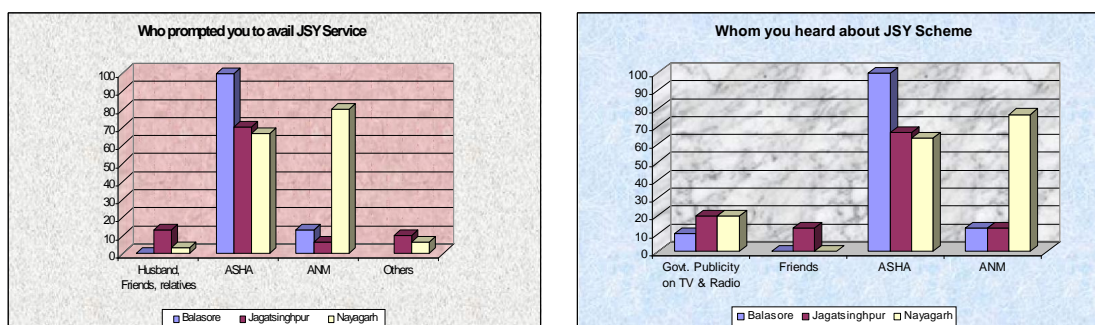 Who prompted you to avail JSY Service
100
90
80
70
60
50
40
30
20
10
0
Husband,
Friends, relatives
ASHA
ANM
Others
Balasore
Jagatsinghpur
Nayagarh
Whom you heard about JSY Scheme
100
90
80
70
60
50
40
30
20
10
0
Govt. Publicity
on TV & Radio
Friends
ASHA
ANM
Balasore
Jagatsinghpur
Nayagarh